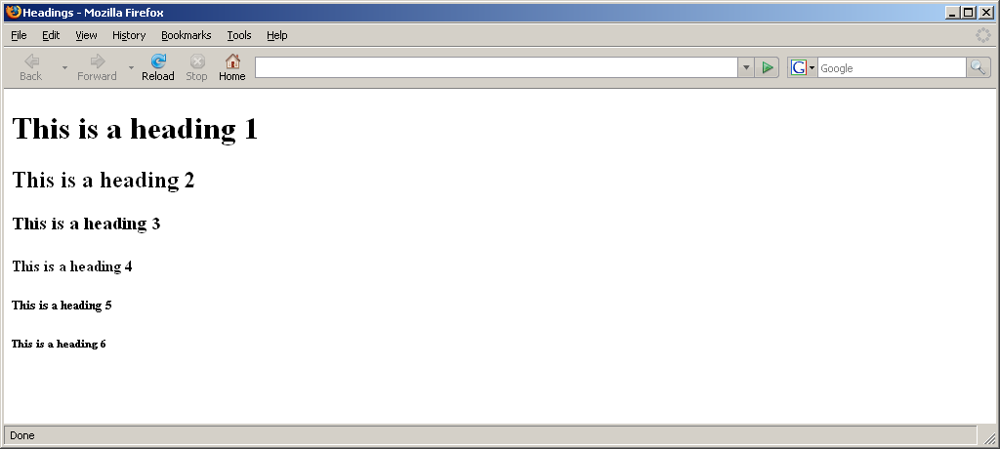 Headings - Mozilla Firefox
File Edit View History Bookmarks Tools Help
Back Forward Reload Stop Home G Google
This is a heading 1
This is a heading 2
This is a heading 3
This is a heading 4
This is a heading 5
This is a heading 6
Done